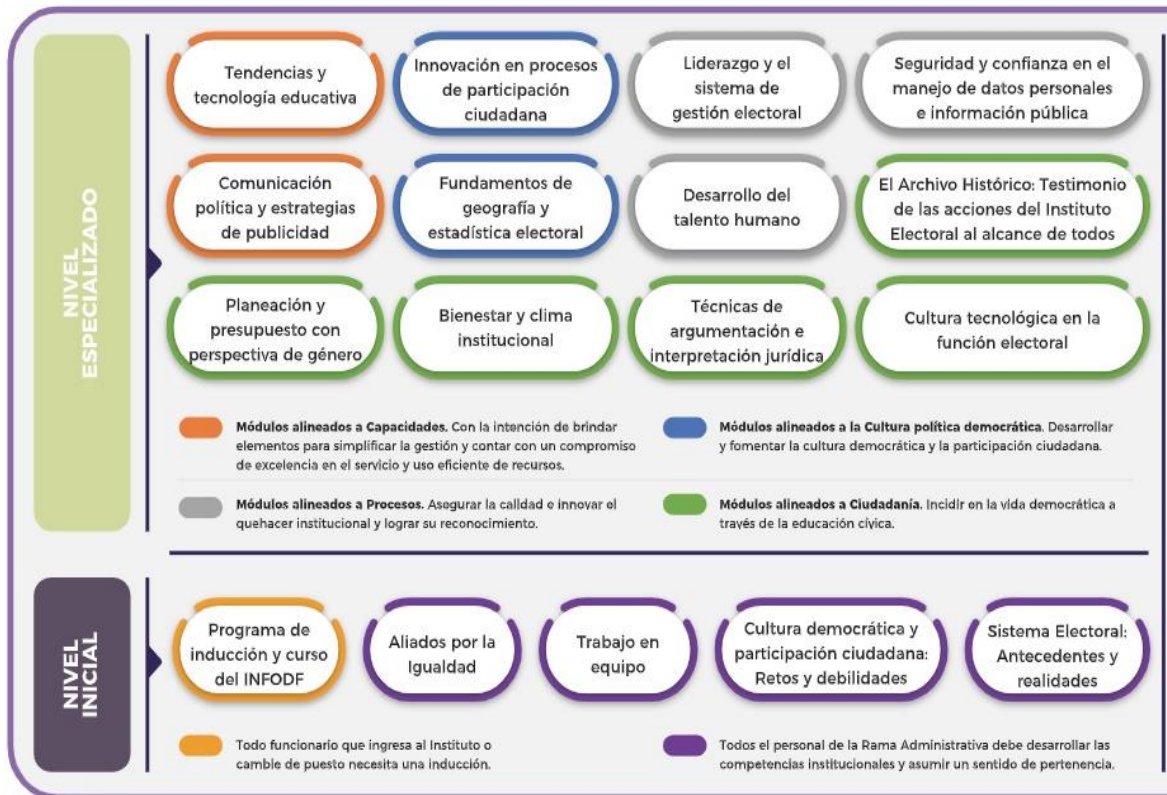 NIVEL
ESPECIALIZADO
Tendencias y
tecnología educativa
Innovación en procesos
de participación
ciudadana
Liderazgo y el
sistema de
gestión electoral
Seguridad y confianza en el
manejo de datos personales
e información pública
Comunicación
política y estrategias
de publicidad
Fundamentos de
geografía y
estadística electoral
Desarrollo del
talento humano
El Archivo Histórico: Testimonio
de las acciones del Instituto
Electoral al alcance de todos
Planeación y
presupuesto con
perspectiva de género
Bienestar y clima
institucional
Técnicas de
argumentación e
interpretación jurídica
Cultura tecnológica en la
función electoral
Módulos alineados a Capacidades. Con la intención de brindar
elementos para simplificar la gestión y contar con un compromiso
de excelencia en el servicio y uso eficiente de recursos.
Módulos alineados a la Cultura política democrática. Desarrollar
y fomentar la cultura democrática y la participación ciudadana.
Módulos alineados a Procesos. Asegurar la calidad e innovar el
quehacer institucional y lograr su reconocimiento.
Módulos alineados a Ciudadanía. Incidir en la vida democrática a
través de la educación cívica.
NIVEL
INICIAL
Programa de
inducción y curso
del INFODF
Aliados por la
Igualdad
Trabajo en
equipo
Cultura democrática y
participación ciudadana:
Retos y debilidades
Sistema Electoral:
Antecedentes y
realidades
Todo funcionario que ingresa al Instituto o
cambie de puesto necesita una inducción.
Todos el personal de la Rama Administrativa debe desarrollar las
competencias institucionales y asumir un sentido de pertenencia.